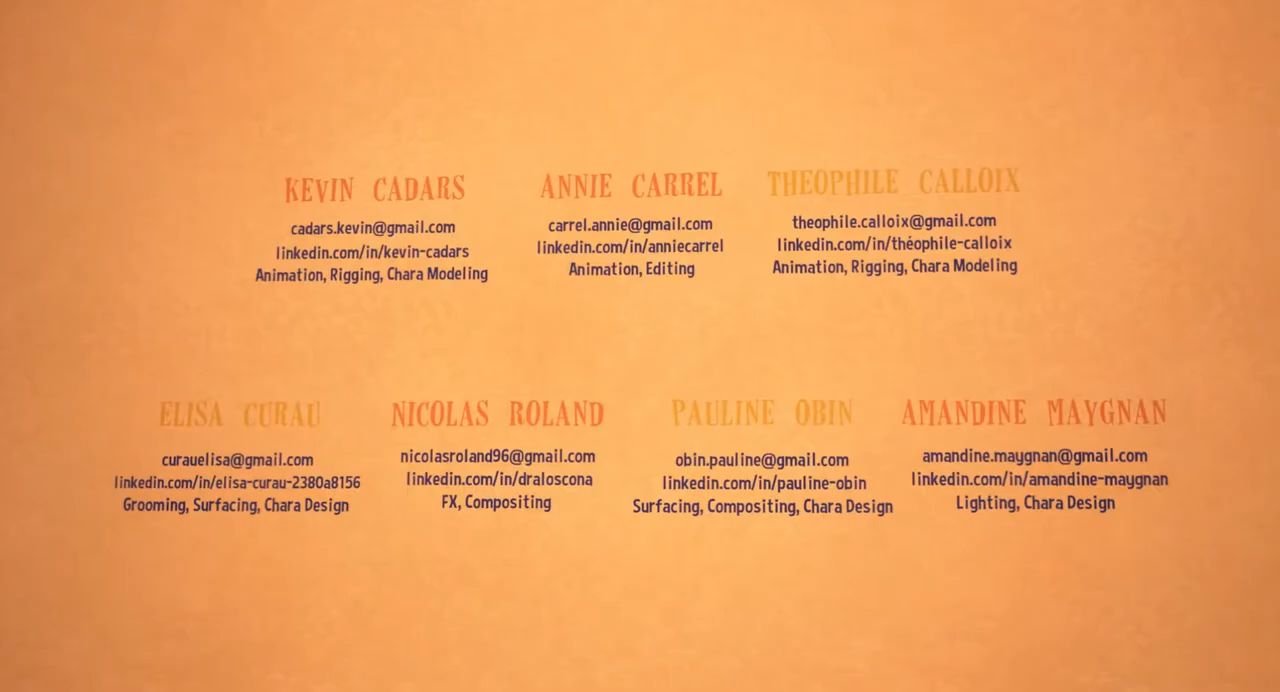 KEVIN CADARS
cadars.kevin@gmail.com
linkedin.com/in/kevin-cadars
Animation, Rigging, Chara Modeling
ANNIE CARREL
carrel.annie@gmail.com
linkedin.com/in/anniecarrel
Animation, Editing
THEOPHILE CALLOIX
theophile.calloix@gmail.com
linkedin.com/in/théophile-calloix
Animation, Rigging, Chara Modeling
ELISA CURAU
curauelisa@gmail.com
linkedin.com/in/elisa-curau-2380a8156
Grooming, Surfacing, Chara Design
NICOLAS ROLAND
nicolasroland96@gmail.com
linkedin.com/in/draloscona
FX, Compositing
PAULINE OBIN
obin.pauline@gmail.com
linkedin.com/in/pauline-obin
Surfacing, Compositing, Chara Design
AMANDINE MAYGNAN
amandine.maygnan@gmail.com
linkedin.com/in/amandine-maygnan
Lighting, Chara Design